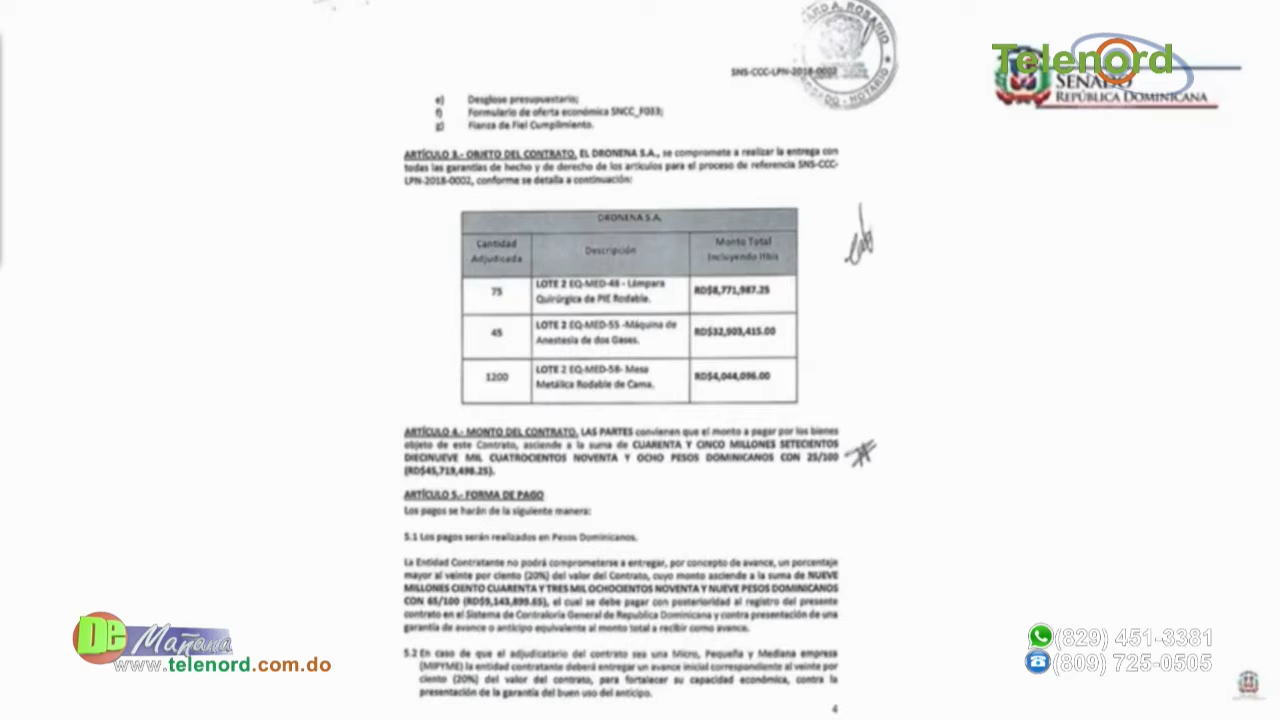 SNS-CCC-LPN-2018-0002
Telenord
SENADO
REPÚBLICA DOMINICANA
e) Desglose presupuestario;
f) Formulario de oferta económica SNCC_F033;
g) Fianza de Fiel Cumplimiento.
ARTÍCULO 3.- OBJETO DEL CONTRATO. EL DRONENA S.A., se compromete a realizar la entrega con
todas las garantías de hecho y de derecho de los artículos para el proceso de referencia SNS-CCC-
LPN-2018-0002, conforme se detalla a continuación:
DRONENA S.A.
Cantidad Adjudicada
Descripción
Monto Total Incluyendo Itbis
75
LOTE 2 EQ-MED-48 - Lámpara
Quirúrgica de PIE Rodable.
RD$8,771,987.25
45
LOTE 2 EQ-MED-55 -Máquina de
Anestesia de dos Gases.
RD$32,903,415.00
1200
LOTE 2 EQ-MED-58- Mesa
Metálica Rodable de Cama.
RD$4,044,096.00
ARTÍCULO 4.- MONTO DEL CONTRATO. LAS PARTES convienen que el monto a pagar por los bienes
objeto de este Contrato, asciende a la suma de CUARENTA Y CINCO MILLONES SETECIENTOS
DIECINUEVE MIL CUATROCIENTOS NOVENTA Y OCHO PESOS DOMINICANOS CON 25/100
(RD$45,719,498.25).
ARTÍCULO 5.- FORMA DE PAGO
Los pagos se harán de la siguiente manera:
5.1 Los pagos serán realizados en Pesos Dominicanos.
La Entidad Contratante no podrá comprometerse a entregar, por concepto de avance, un porcentaje
mayor al veinte por ciento (20%) del valor del Contrato, cuyo monto asciende a la suma de NUEVE
MILLONES CIENTO CUARENTA Y TRES MIL OCHOCIENTOS NOVENTA Y NUEVE PESOS DOMINICANOS
CON 65/100 (RD$9,143,899.65), el cual se debe pagar con posterioridad al registro del presente
contrato en el Sistema de Contraloría General de Republica Dominicana y contra presentación de una
garantía de avance o anticipo equivalente al monto total a recibir como avance.
5.2 En caso de que el adjudicatario del contrato sea una Micro, Pequeña y Mediana empresa
(MIPYME) la entidad contratante deberá entregar un avance inicial correspondiente al veinte por
ciento (20%) del valor del contrato, para fortalecer su capacidad económica, contra la
presentación de la garantía del buen uso del anticipo.
4
De Mañana
www.telenord.com.do
(829) 451-3381
(809) 725-0505